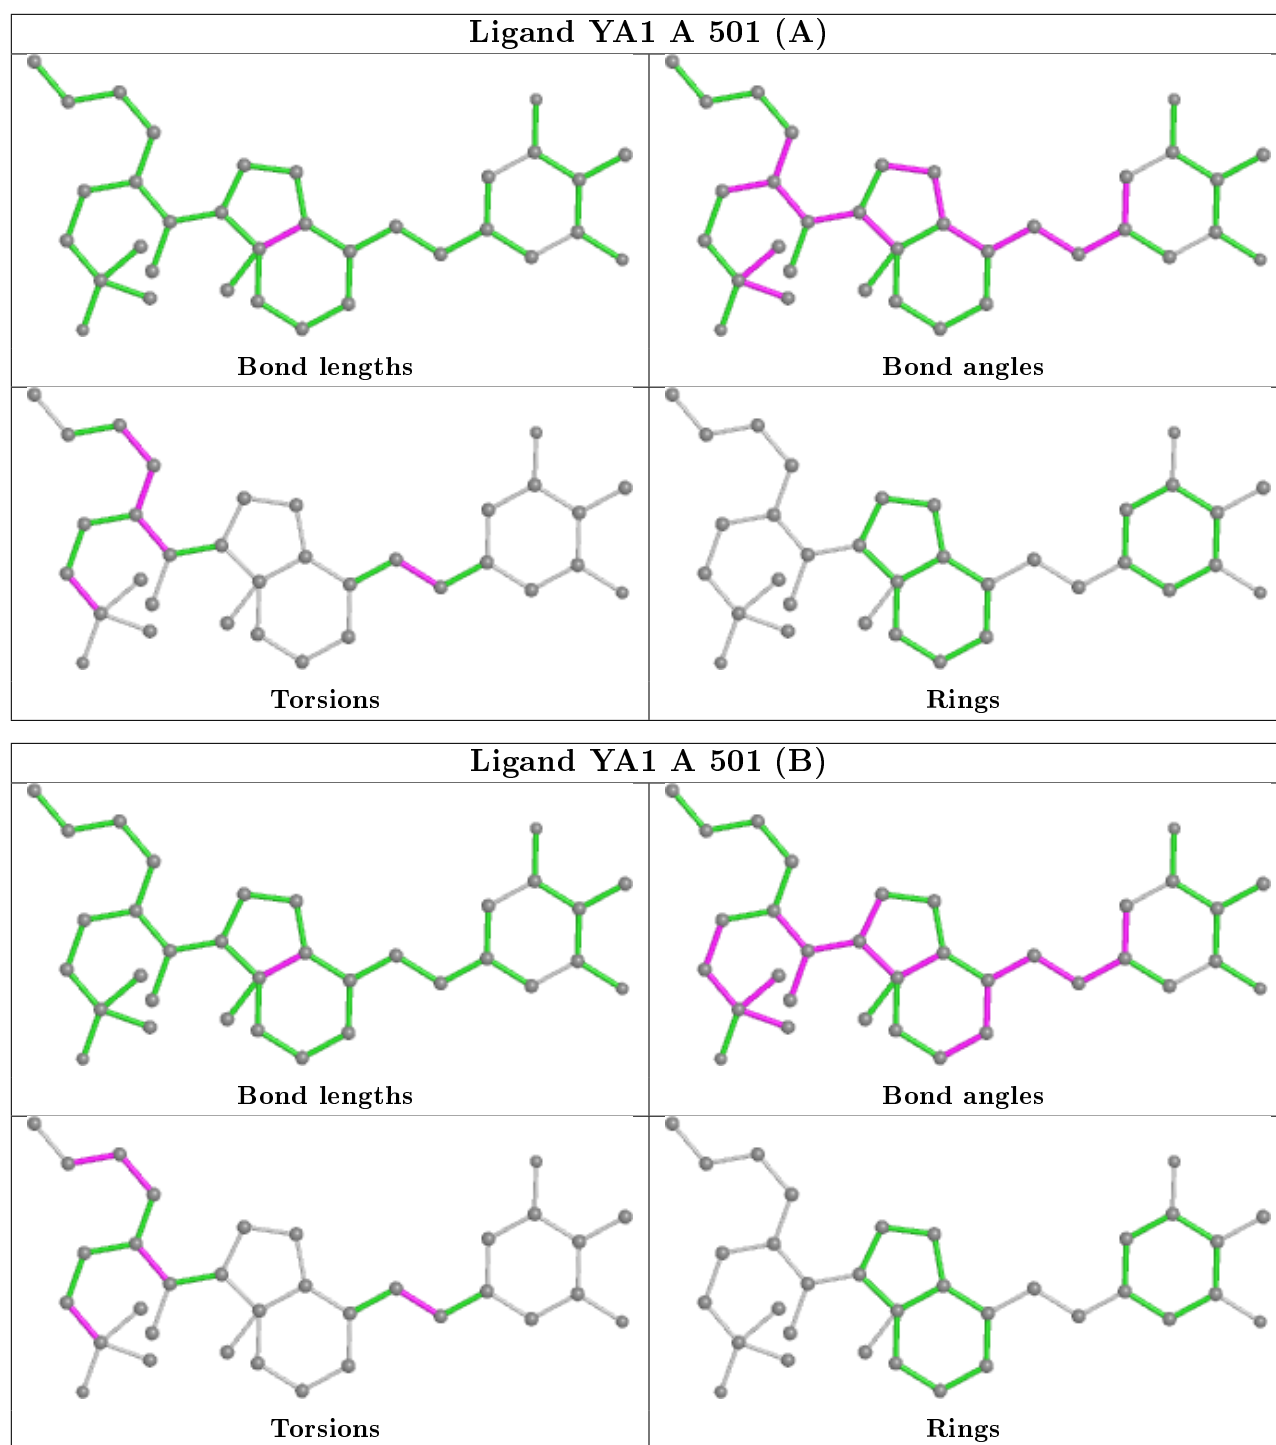 Ligand YA1 A 501 (A)
Bond lengths
Bond angles
Torsions
Rings
Ligand YA1 A 501 (B)
Bond lengths
Bond angles
Torsions
Rings